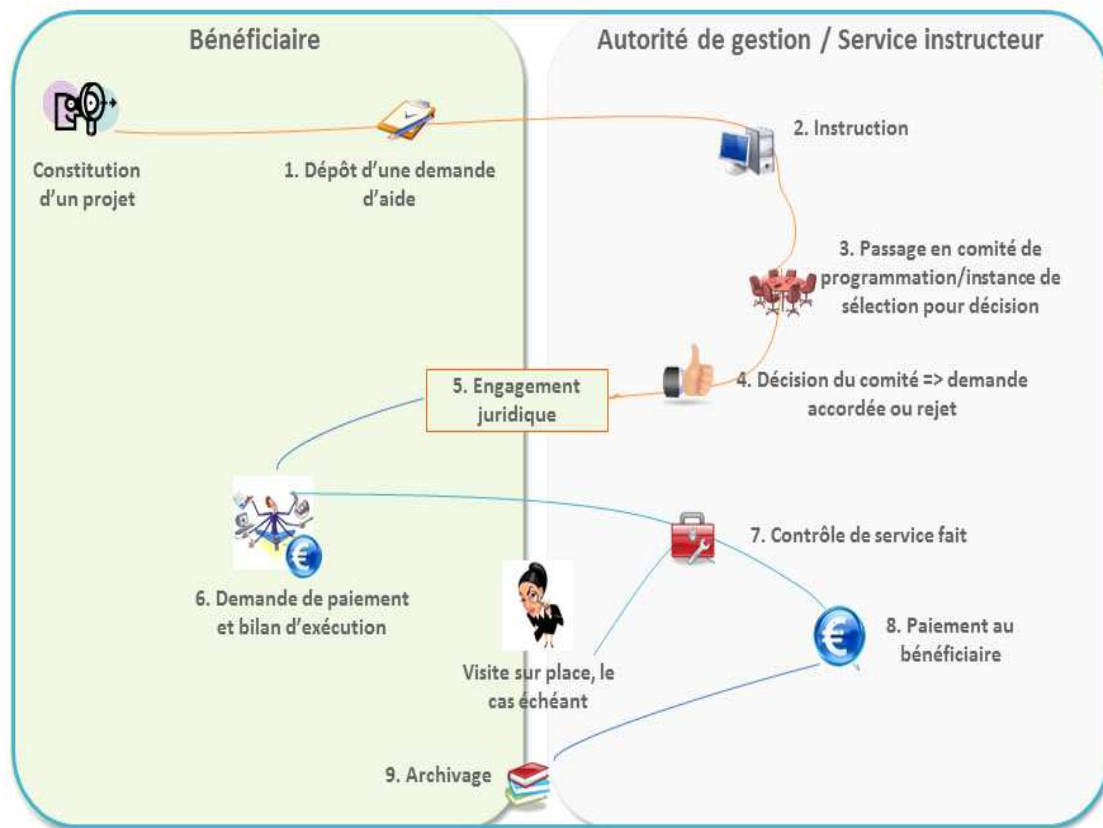 Bénéficiaire
Autorité de gestion / Service instructeur
Constitution
d'un projet
1. Dépôt d'une demande
d'aide
2. Instruction
3. Passage en comité de
programmation/instance de
sélection pour décision
4. Décision du comité => demande
accordée ou rejet
5. Engagement
juridique
6. Demande de paiement
et bilan d'exécution
7. Contrôle de service fait
Visite sur place, le
cas échéant
8. Paiement au
bénéficiaire
9. Archivage